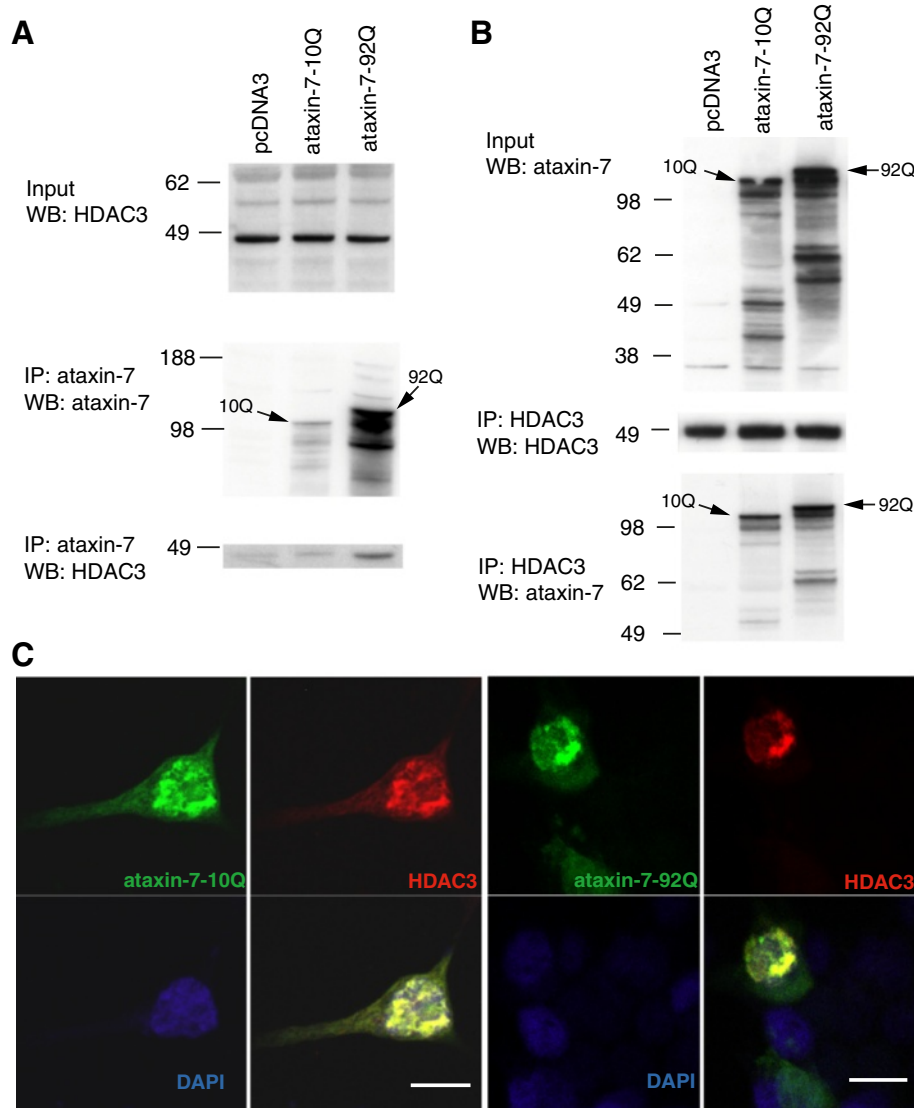 A
pcDNA3
ataxin-7-10Q
ataxin-7-92Q
Input
WB: HDAC3
62
49
IP: ataxin-7
WB: ataxin-7
188
98
10Q
92Q
IP: ataxin-7
WB: HDAC3
49
B
pcDNA3
ataxin-7-10Q
ataxin-7-92Q
Input
WB: ataxin-7
10Q
92Q
98
62
49
38
IP: HDAC3
WB: HDAC3
49
10Q
92Q
98
IP: HDAC3
WB: ataxin-7
62
49
C
ataxin-7-10Q
HDAC3
ataxin-7-92Q
HDAC3
DAPI
DAPI